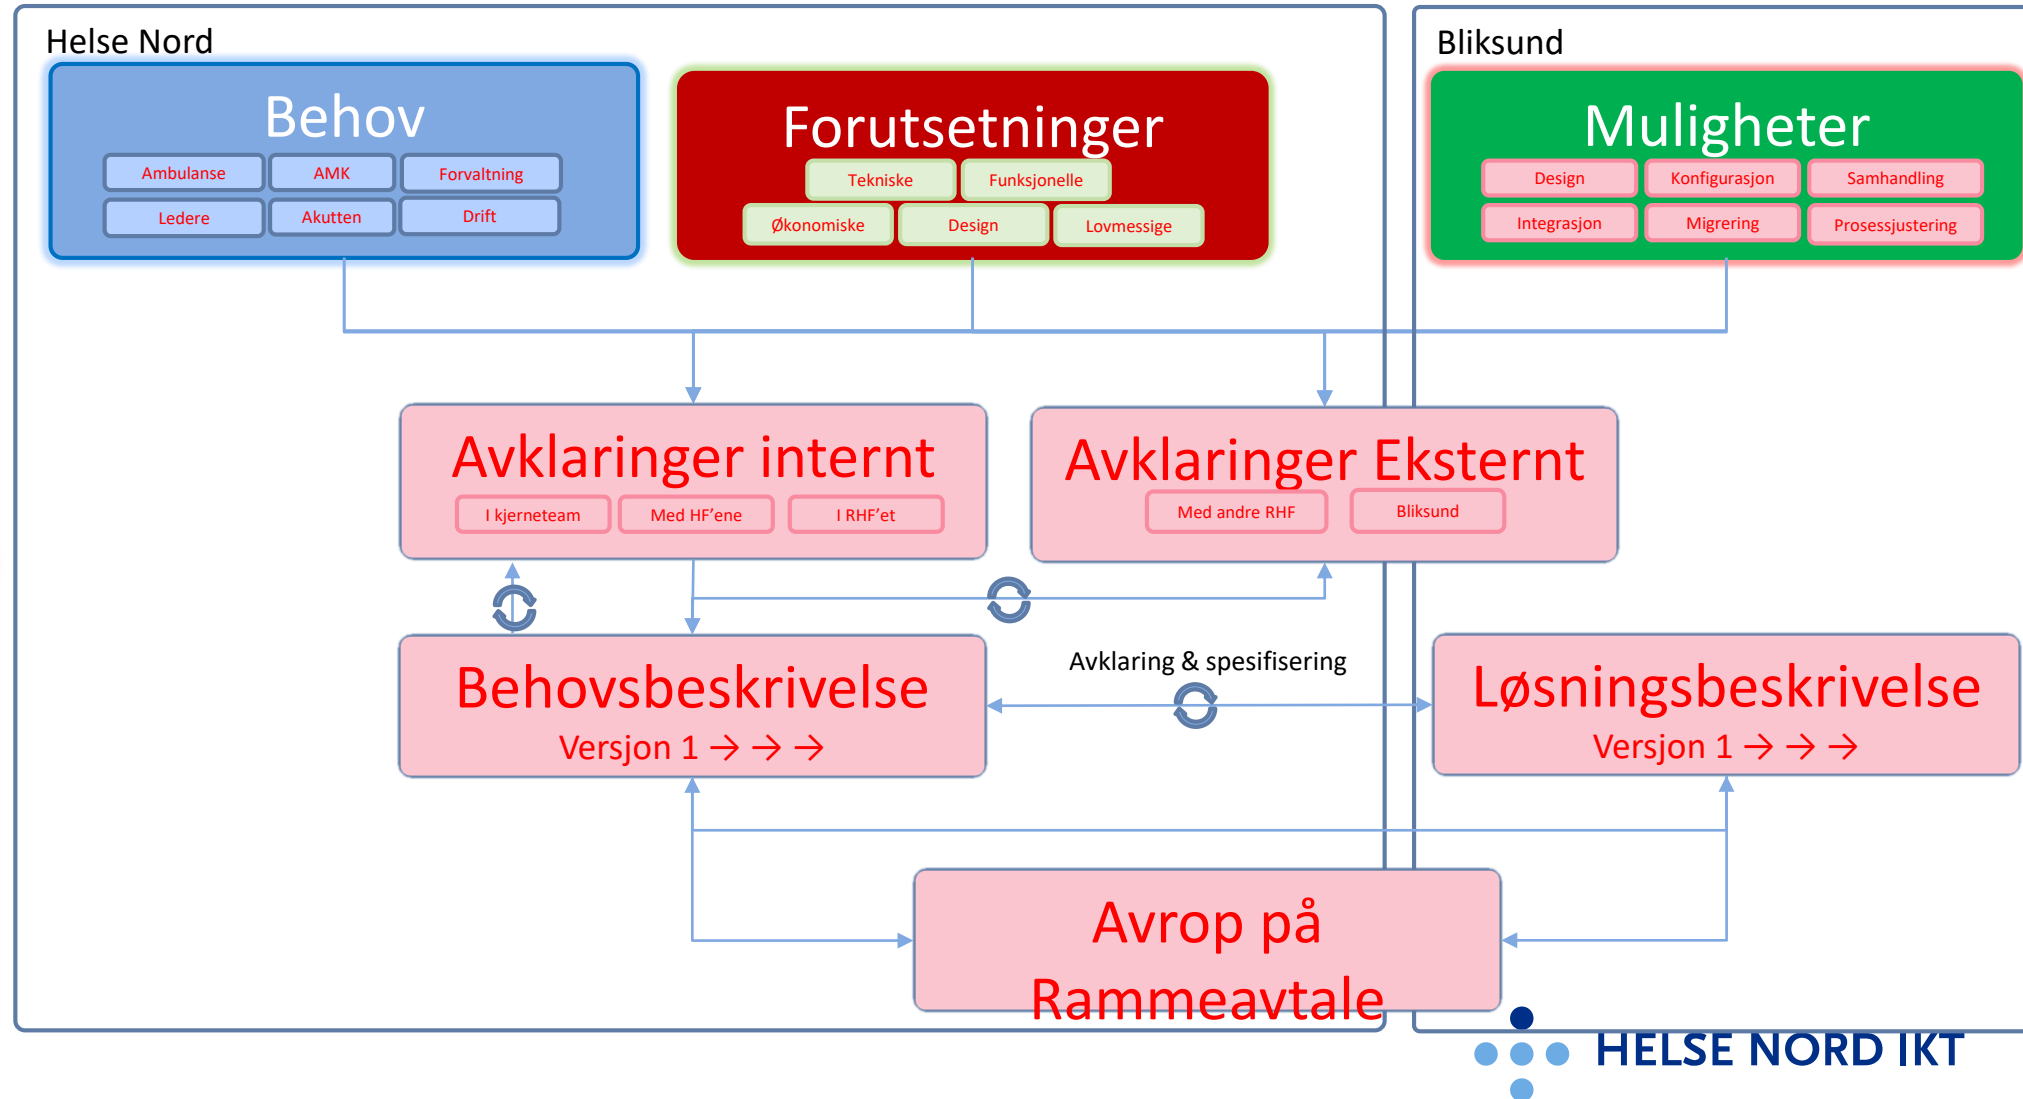 Helse Nord
Bliksund
Behov
Ambulanse
AMK
Forvaltning
Ledere
Akutten
Drift
Forutsetninger
Tekniske
Funksjonelle
Økonomiske
Design
Lovmessige
Muligheter
Design
Konfigurasjon
Samhandling
Integrasjon
Migrering
Prosessjustering
Avklaringer internt
I kjerneteam
Med HF’ene
I RHF’et
Avklaringer Eksternt
Med andre RHF
Bliksund
Behovsbeskrivelse
Versjon 1 → → →
Avklaring & spesifisering
Løsningsbeskrivelse
Versjon 1 → → →
Avrop på
Rammeavtale
HELSE NORD IKT